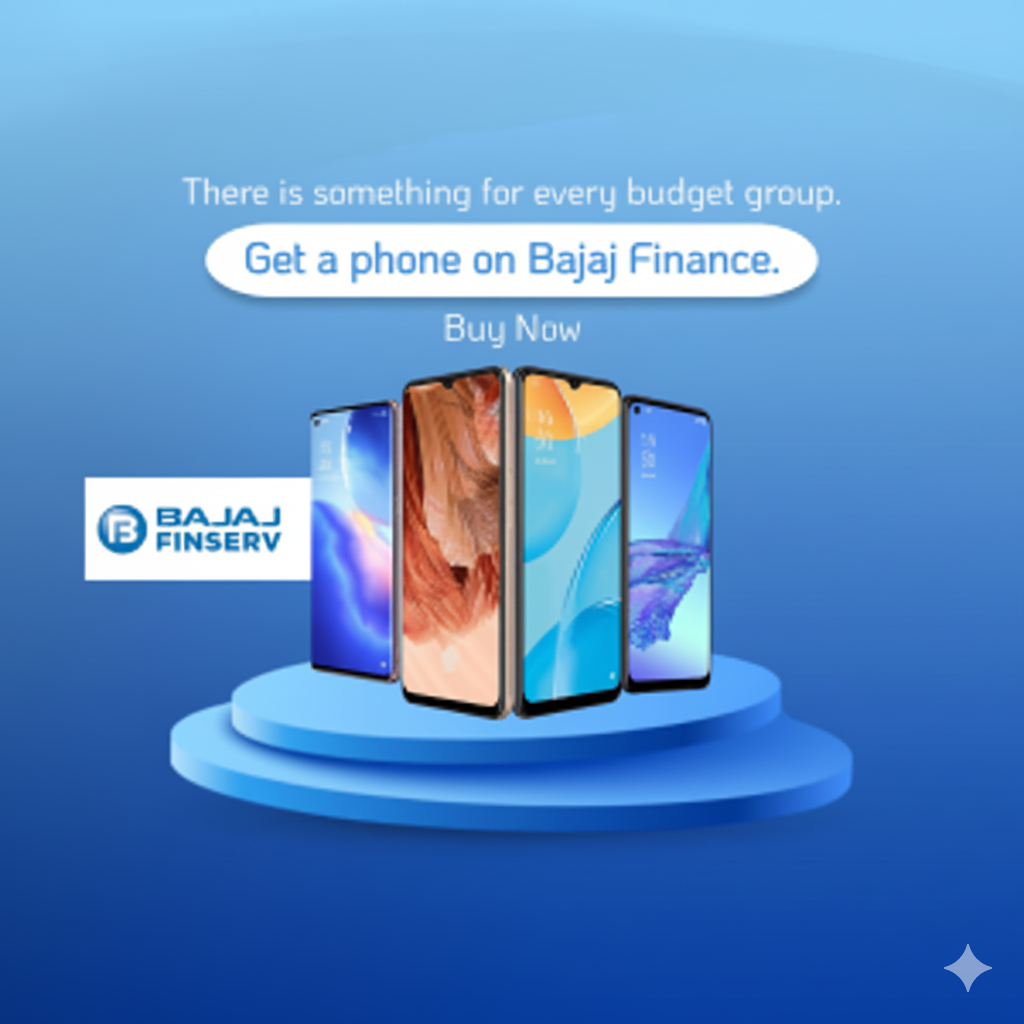 There is something for every budget group.
Get a phone on Bajaj Finance.
Buy Now
BAJAJ
FINSERV